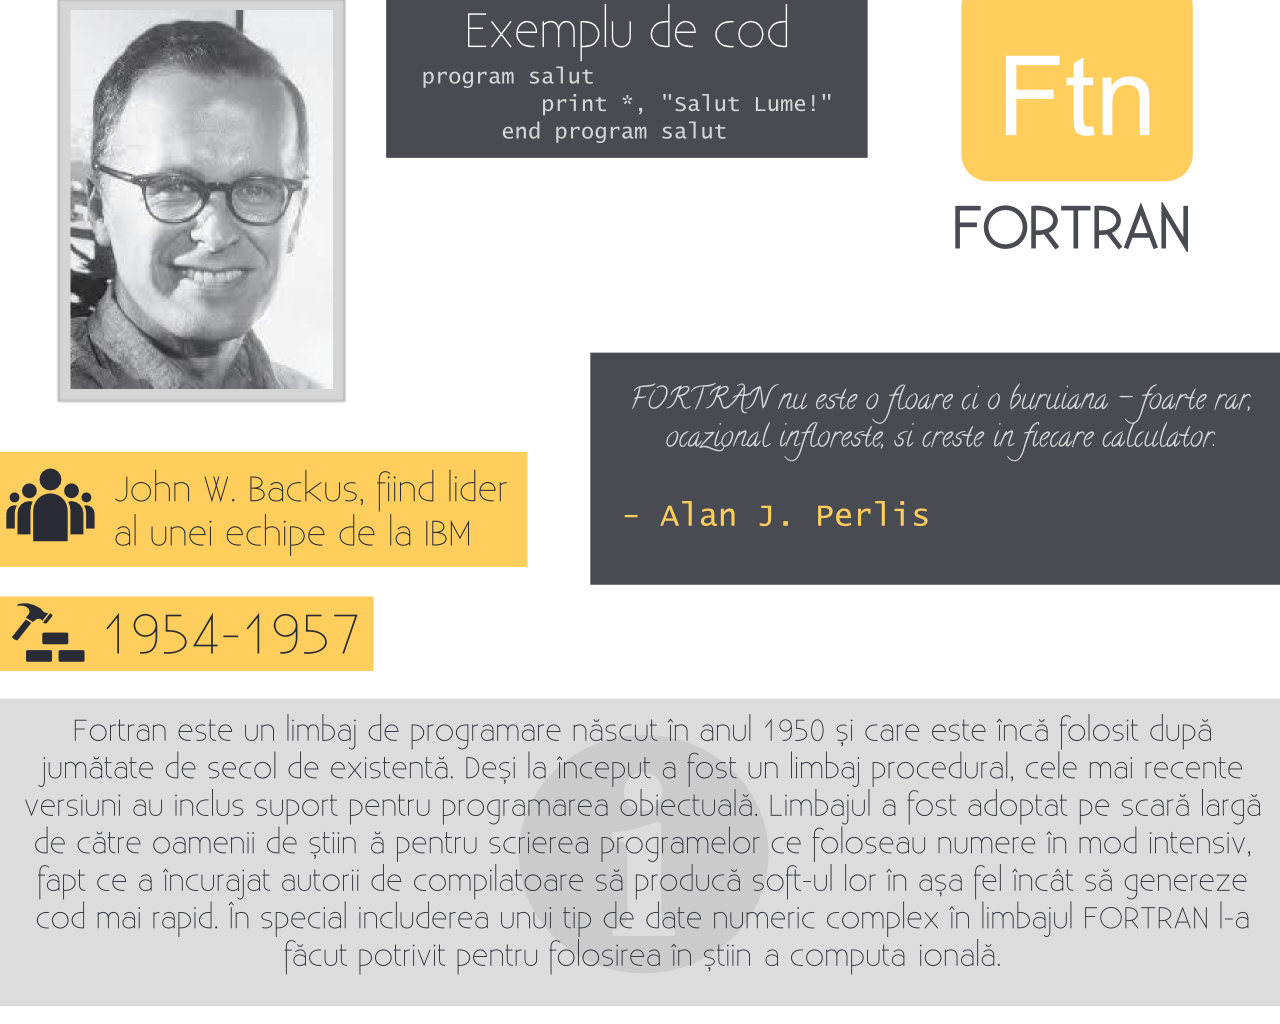 Exemplu de cod
program salut
print *, "Salut Lume!"
end program salut
Ftn
FORTRAN
FORTRAN nu este o floare ci o buruiana – foarte rar,
ocazional infloreste, si creste in fiecare calculator.
– Alan J. Perlis
John W. Backus, fiind lider
al unei echipe de la IBM
1954-1957
Fortran este un limbaj de programare născut în anul 1950 și care este încă folosit după
jumătate de secol de existentă. Deși la început a fost un limbaj procedural, cele mai recente
versiuni au inclus suport pentru programarea obiectuală. Limbajul a fost adoptat pe scară largă
de către oamenii de știin ă pentru scrierea programelor ce foloseau numere în mod intensiv,
fapt ce a încurajat autorii de compilatoare să producă soft-ul lor în așa fel încât să genereze
cod mai rapid. În special includerea unui tip de date numeric complex în limbajul FORTRAN l-a
făcut potrivit pentru folosirea în știin a computa ională.